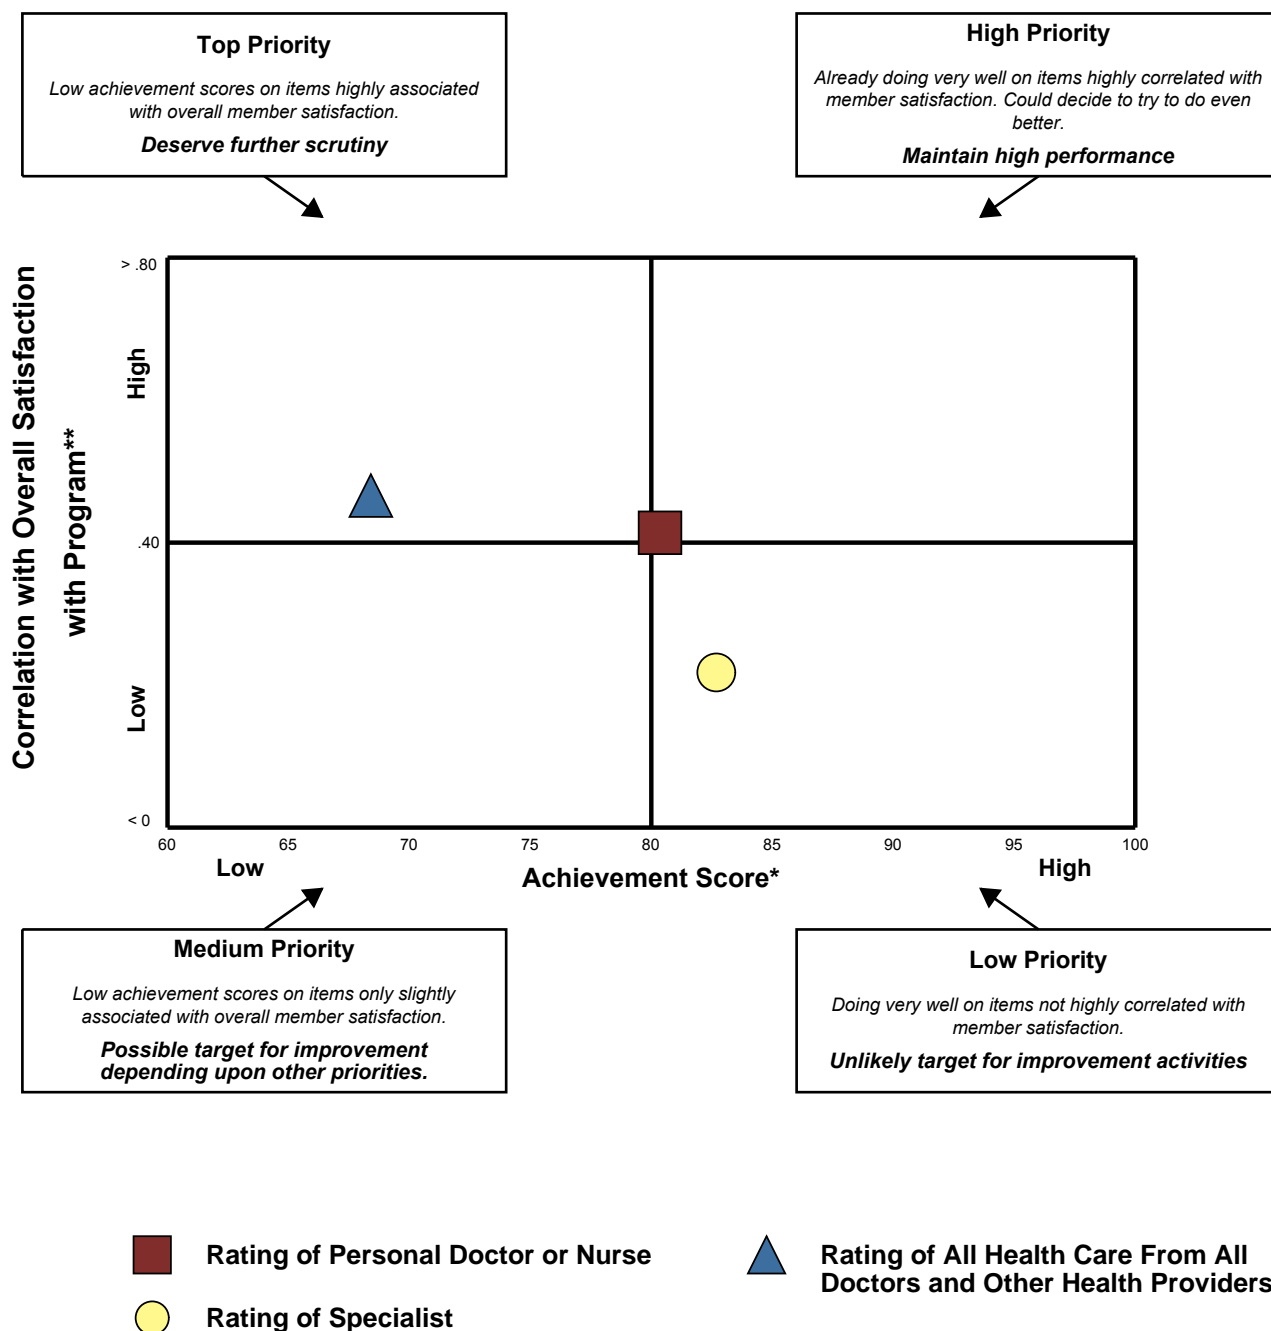 Top Priority
Low achievement scores on items highly associated
with overall member satisfaction.
Deserve further scrutiny
High Priority
Already doing very well on items highly correlated with
member satisfaction. Could decide to try to do even
better.
Maintain high performance
Correlation with Overall Satisfaction
with Program**
> .80
High
.40
Low
< 0
60
65
70
75
80
85
90
95
100
Low
Achievement Score*
High
Medium Priority
Low achievement scores on items only slightly
associated with overall member satisfaction.
Possible target for improvement
depending upon other priorities.
Low Priority
Doing very well on items not highly correlated with
member satisfaction.
Unlikely target for improvement activities
Rating of Personal Doctor or Nurse
Rating of Specialist
Rating of All Health Care From All
Doctors and Other Health Providers